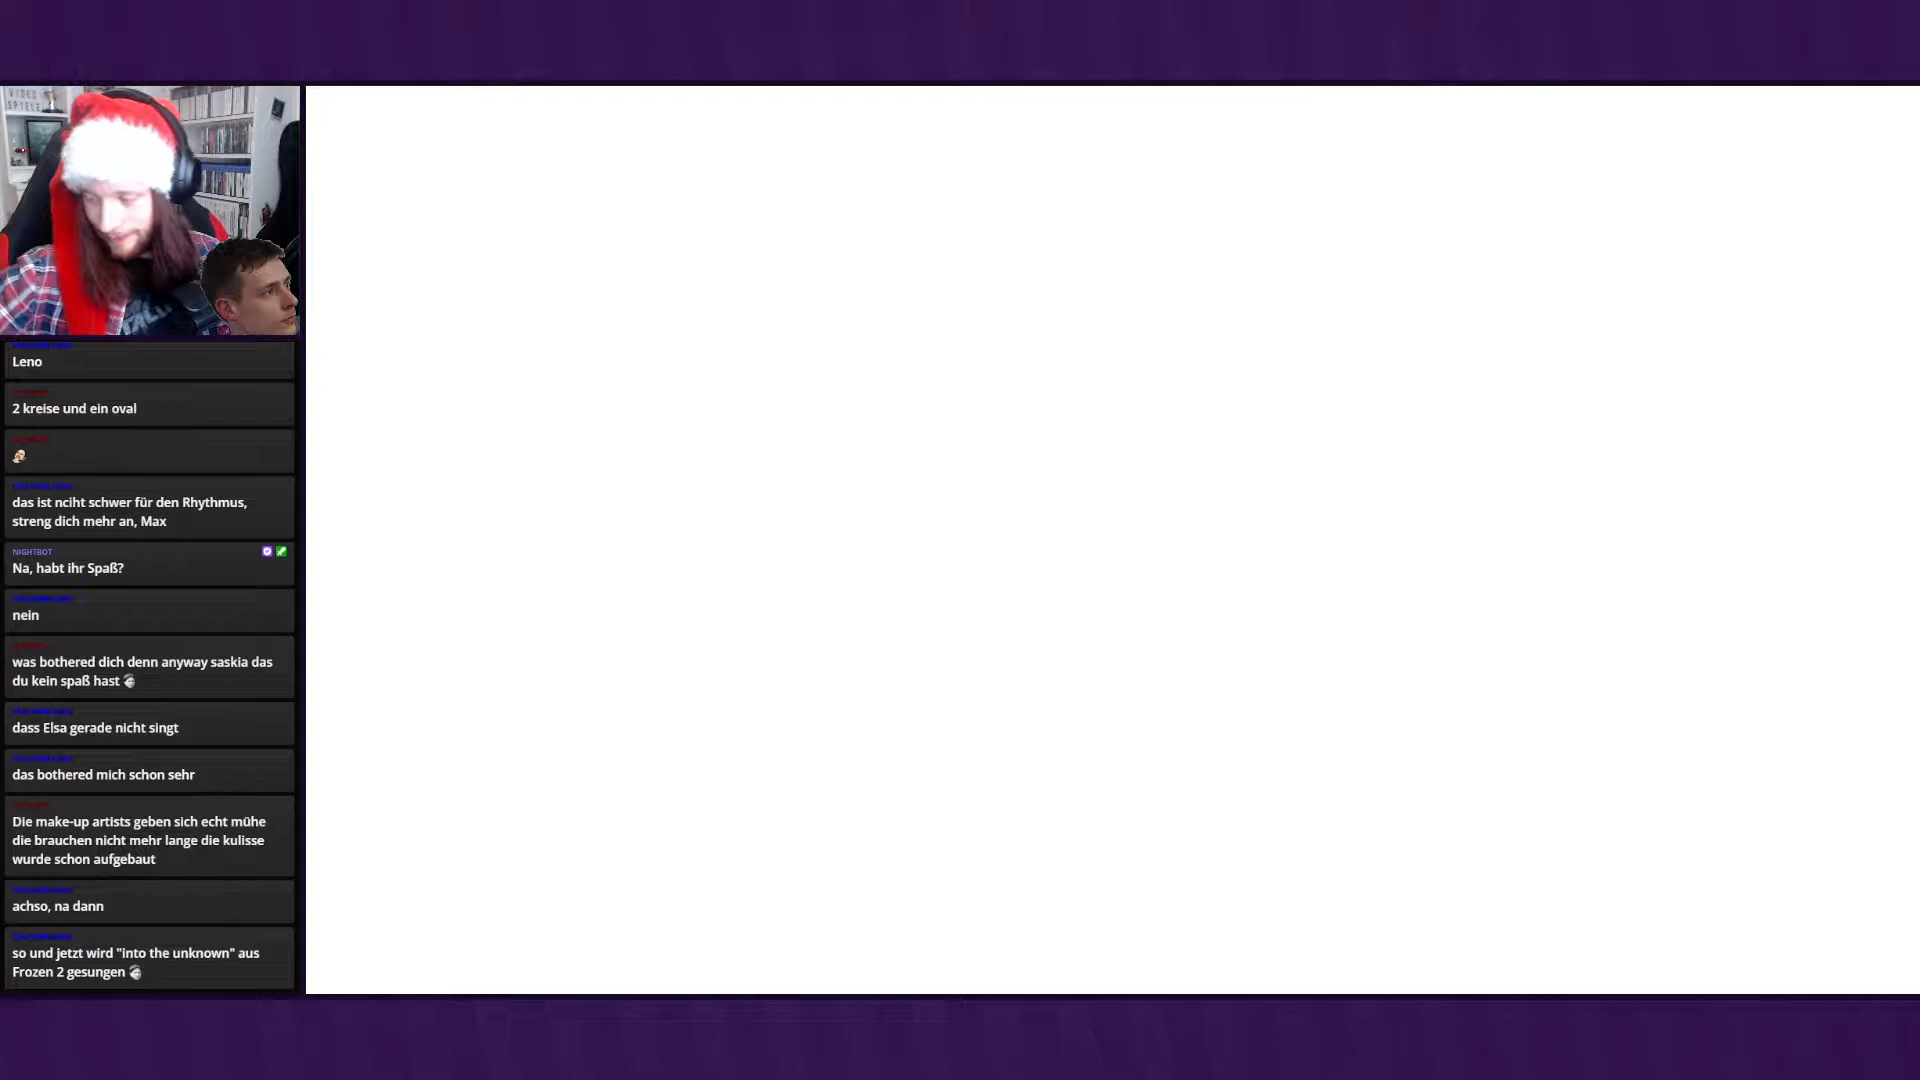 VIDEO
SPIELE
Leno
2 kreise und ein oval
das ist nciht schwer für den Rhythmus,
streng dich mehr an, Max
NIGHTBOT
Na, habt ihr Spaß?
nein
was bothered dich denn anyway saskia das
du kein spaß hast
dass Elsa gerade nicht singt
das bothered mich schon sehr
Die make-up artists geben sich echt mühe
die brauchen nicht mehr lange die kulisse
wurde schon aufgebaut
achso, na dann
so und jetzt wird "into the unknown" aus
Frozen 2 gesungen